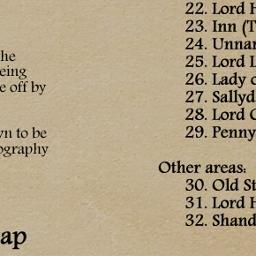 he
eing
e off by
vn to be
ography
ap
22. Lord H
23. Inn (T
24. Unnar
25. Lord L
26. Lady o
27. Sallyd
28. Lord C
29. Penny
Other areas:
30. Old St
31. Lord H
32. Shand